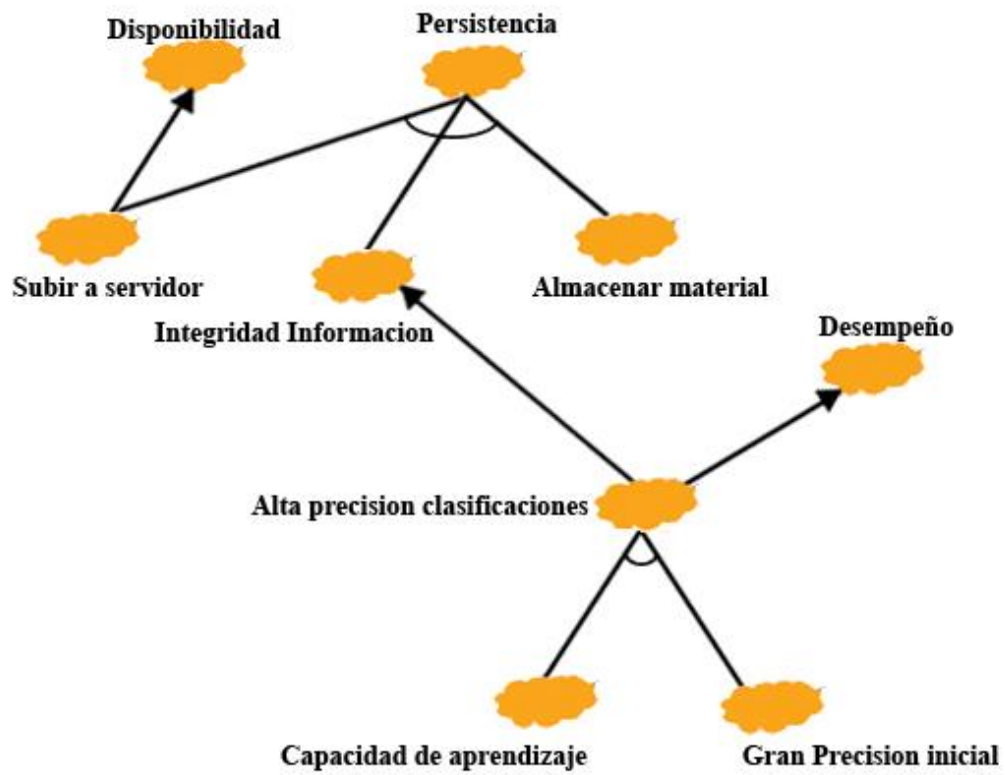 Disponibilidad
Persistencia
Subir a servidor
Integridad Informacion
Almacenar material
Desempeño
Alta precision clasificaciones
Capacidad de aprendizaje
Gran Precision inicial